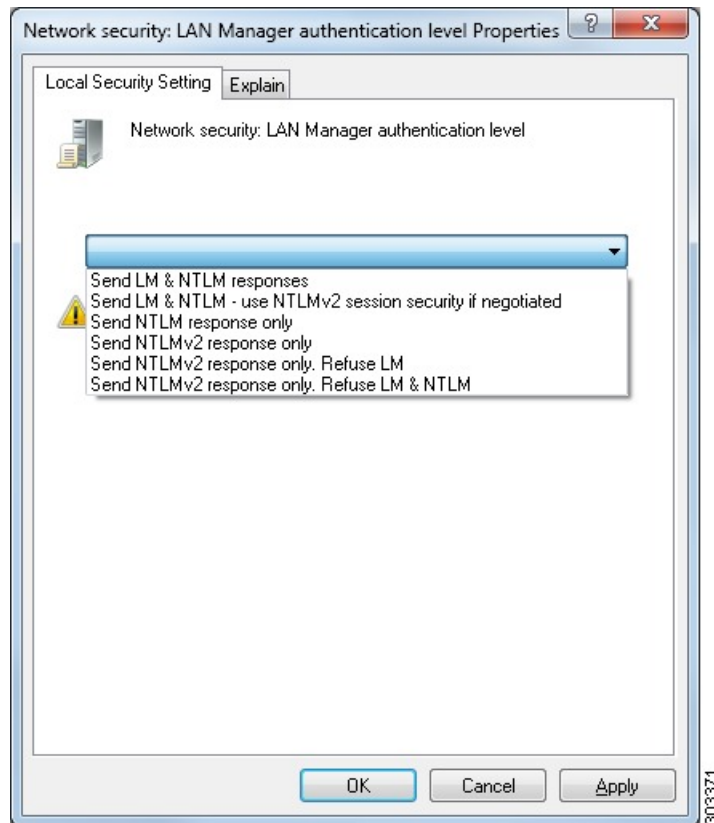 Network security: LAN Manager authentication level Properties
Local Security Setting
Explain
Network security: LAN Manager authentication level
Send LM & NTLM responses
Send LM & NTLM - use NTLMv2 session security if negotiated
Send NTLM response only
Send NTLMv2 response only
Send NTLMv2 response only. Refuse LM
Send NTLMv2 response only. Refuse LM & NTLM
OK
Cancel
Apply
303371